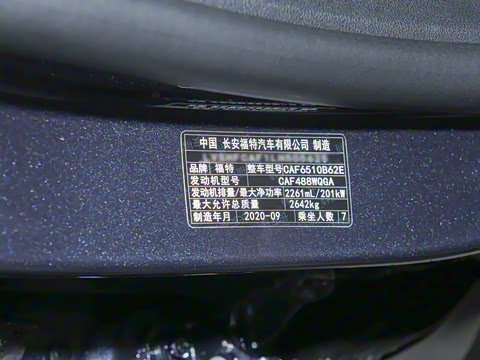 中国 长安福特汽车有限公司 制造
品牌 福特 整车型号 CAF6510B62E
发动机型号 CAF488WQGA
发动机排量/最大净功率 2261mL/201kW
最大允许总质量 2642kg
制造年月 2020-09 乘坐人数 7